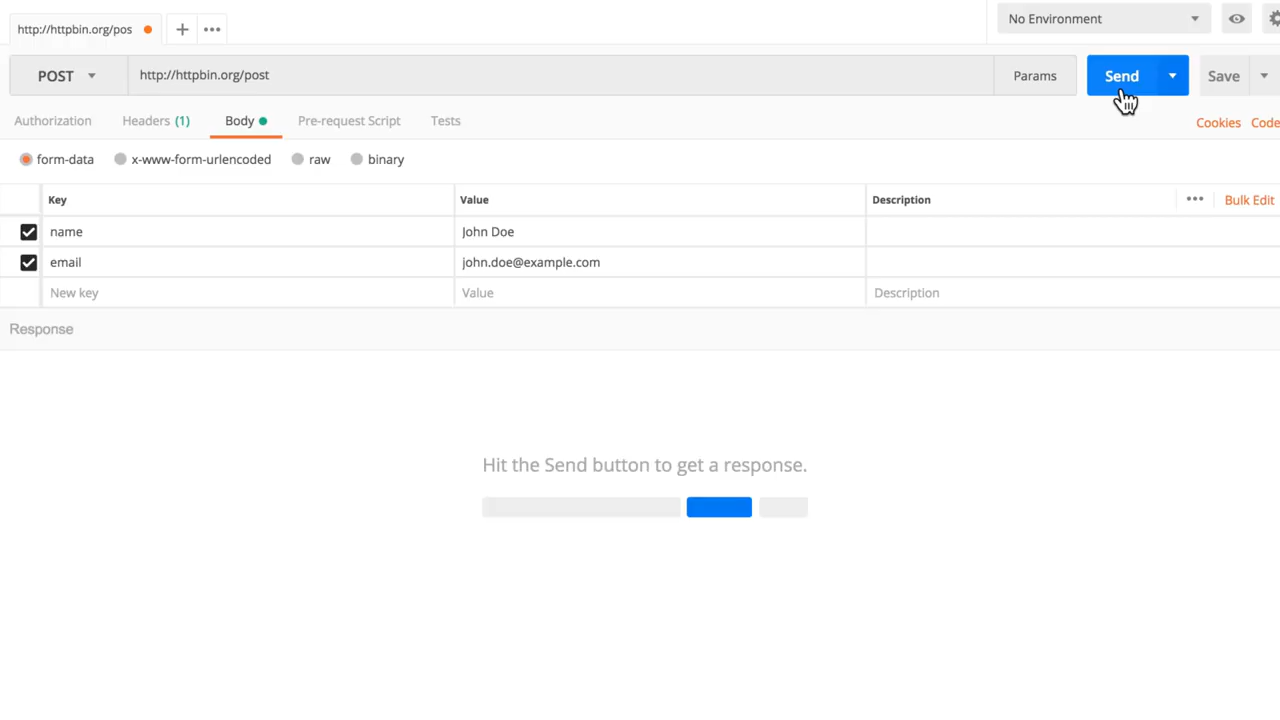 http://httpbin.org/pos
No Environment
POST http://httpbin.org/post Params Send Save
Authorization Headers (1) Body Pre-request Script Tests Cookies Code
form-data x-www-form-urlencoded raw binary
Key Value Description Bulk Edit
name John Doe
email john.doe@example.com
New key Value Description
Response
Hit the Send button to get a response.